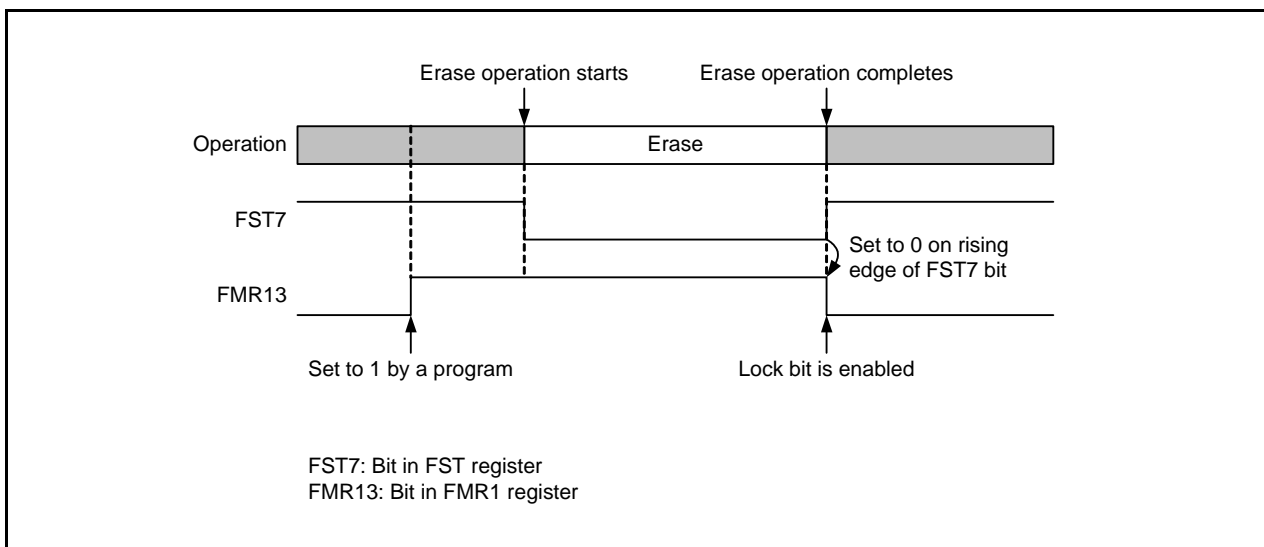 Erase operation starts
Erase operation completes
Operation
Erase
FST7
Set to 0 on rising
edge of FST7 bit
FMR13
Set to 1 by a program
Lock bit is enabled
FST7: Bit in FST register
FMR13: Bit in FMR1 register